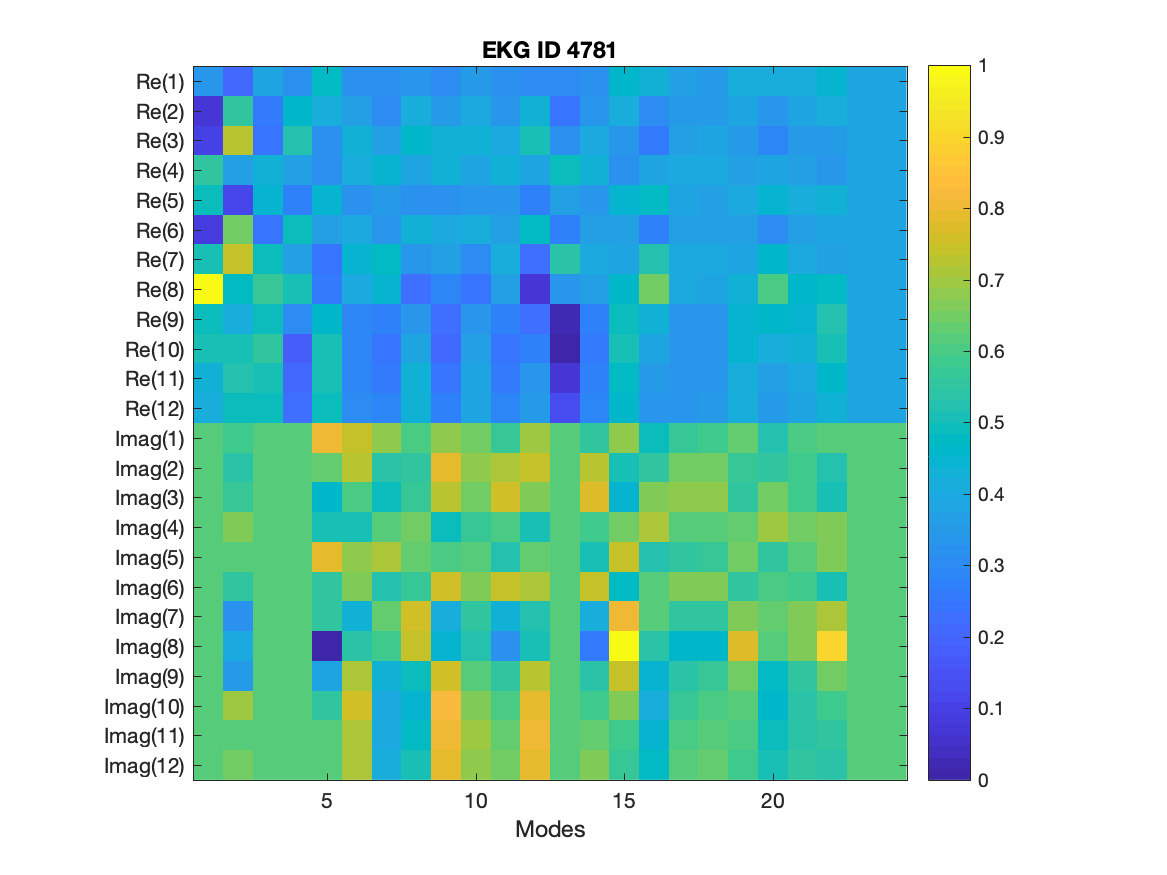 EKG ID 4781
Re(1)
Re(2)
Re(3)
Re(4)
Re(5)
Re(6)
Re(7)
Re(8)
Re(9)
Re(10)
Re(11)
Re(12)
Imag(1)
Imag(2)
Imag(3)
Imag(4)
Imag(5)
Imag(6)
Imag(7)
Imag(8)
Imag(9)
Imag(10)
Imag(11)
Imag(12)
5 10 15 20
Modes
1
0.9
0.8
0.7
0.6
0.5
0.4
0.3
0.2
0.1
0